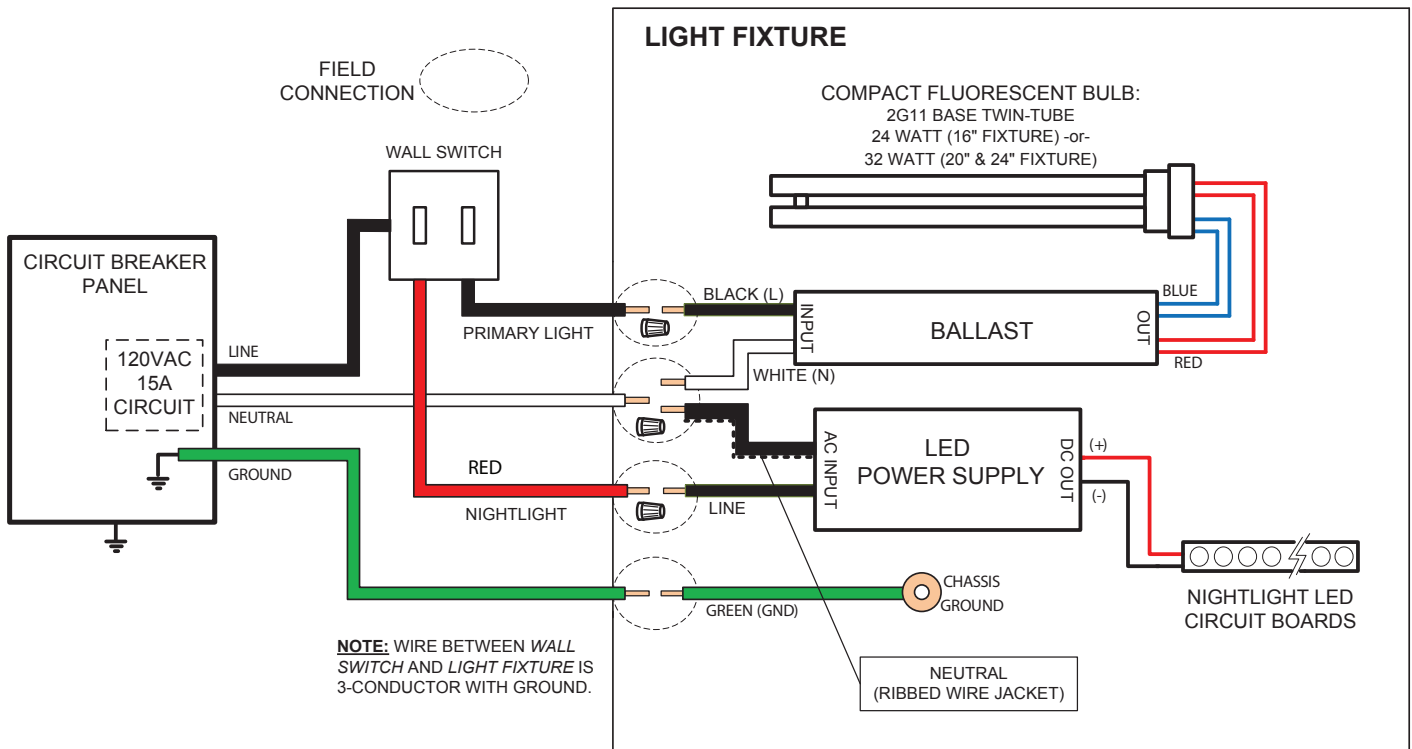 LIGHT FIXTURE
FIELD
CONNECTION
COMPACT FLUORESCENT BULB:
2G11 BASE TWIN-TUBE
24 WATT (16" FIXTURE) -or-
32 WATT (20" & 24" FIXTURE)
WALL SWITCH
CIRCUIT BREAKER
PANEL
120VAC
15A
CIRCUIT
LINE
NEUTRAL
GROUND
PRIMARY LIGHT
RED
NIGHTLIGHT
BLACK (L)
WHITE (N)
INPUT
BALLAST
OUT
BLUE
RED
AC INPUT
LED
POWER SUPPLY
DC OUT
(+)
(-)
LINE
GREEN (GND)
CHASSIS
GROUND
NIGHTLIGHT LED
CIRCUIT BOARDS
NOTE: WIRE BETWEEN WALL
SWITCH AND LIGHT FIXTURE IS
3-CONDUCTOR WITH GROUND.
NEUTRAL
(RIBBED WIRE JACKET)